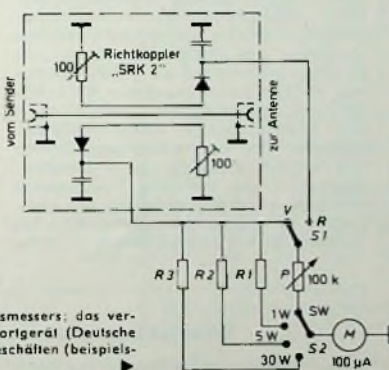 Richtkoppler
„SRK 2"
100
vom Sender
zur Antenne
100
V
R
S1
R3
R2
R1
P
100 k
1 W
SW
5 W
S2
M
30 W
100 µA
smessers; das ver-
ortgerät (Deutsche
eschäften (beispiels-